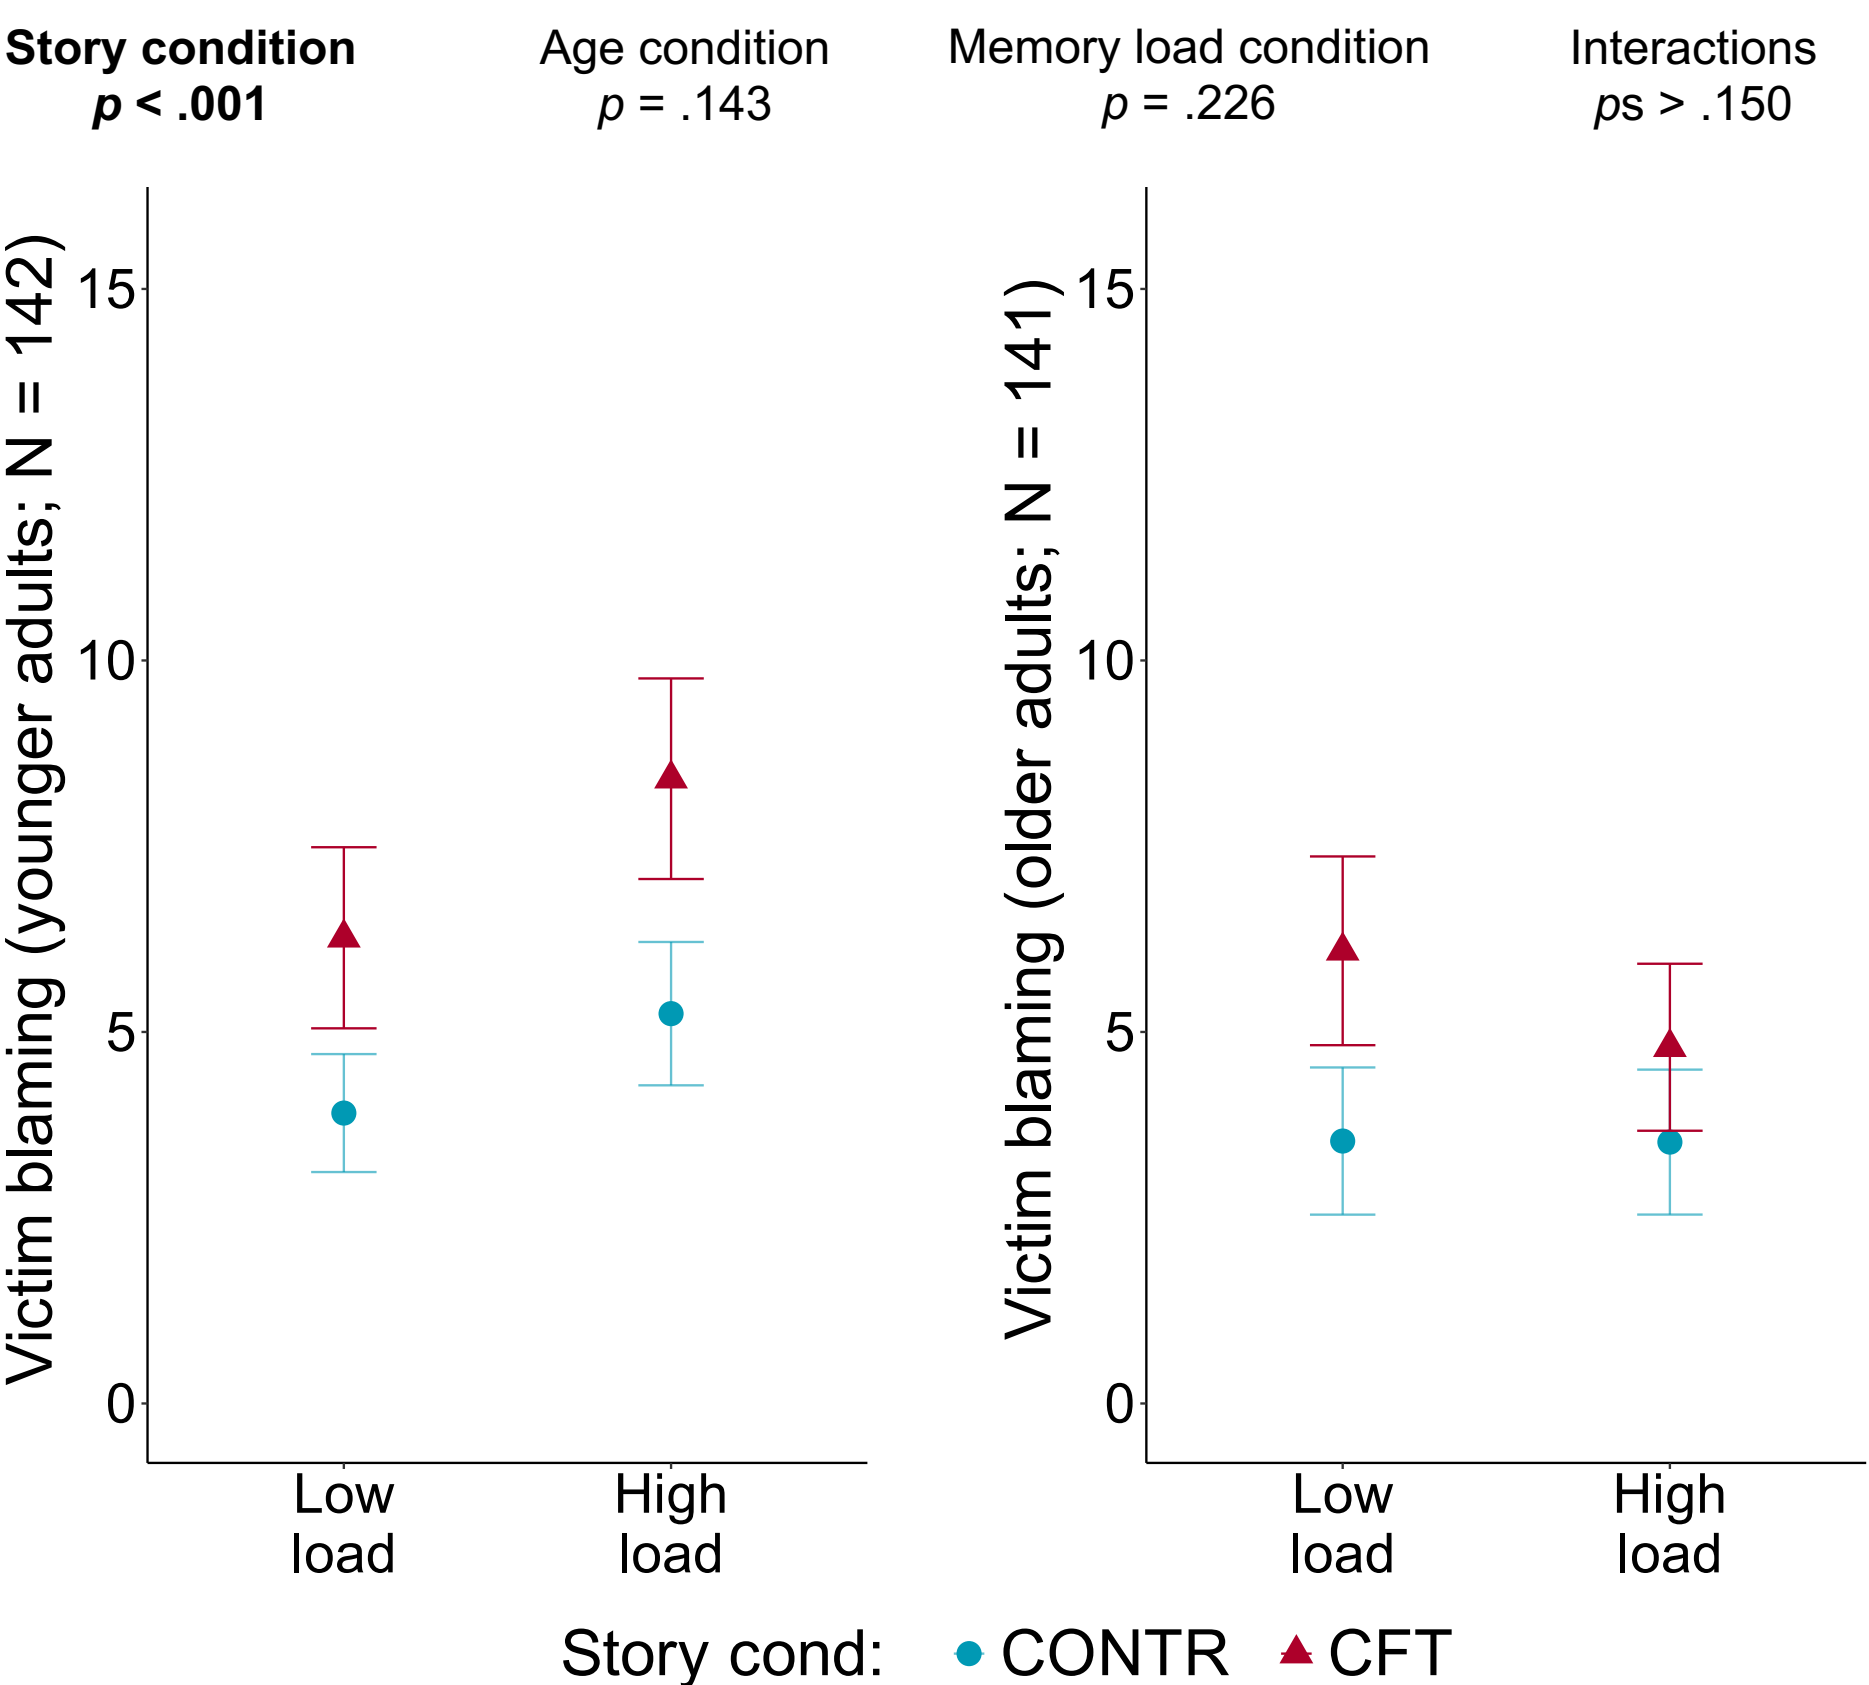 Story condition
p < .001
Age condition
p = .143
Memory load condition
p = .226
Interactions
ps > .150
Victim blaming (younger adults; N = 142)
15
10
5
0
Low
load
High
load
Victim blaming (older adults; N = 141)
15
10
5
0
Low
load
High
load
Story cond: CONTR CFT